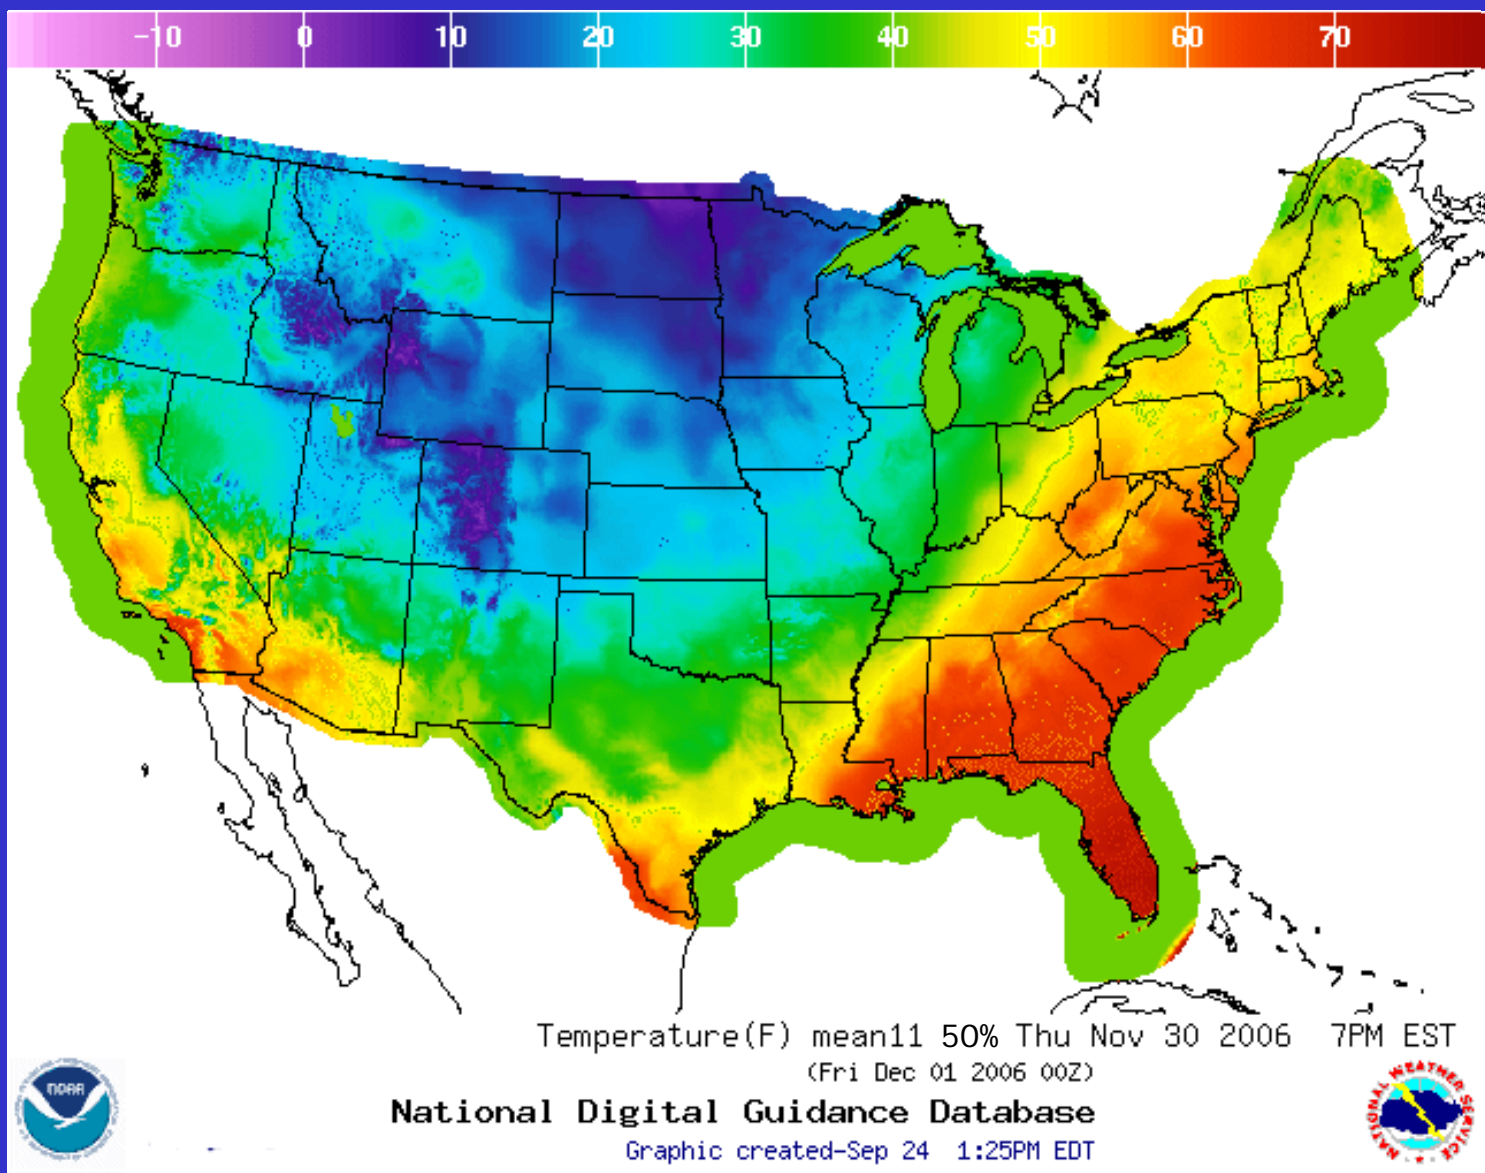 -10 0 10 20 30 40 50 60 70
Temperature(F) mean11 50% Thu Nov 30 2006 7PM EST
(Fri Dec 01 2006 00Z)
National Digital Guidance Database
Graphic created-Sep 24 1:25PM EDT
NOAA
NATIONAL WEATHER SERVICE